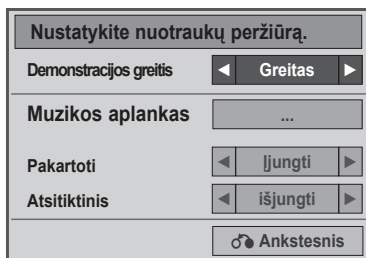 Nustatykite nuotraukų peržiūrą.
Demonstracijos greitis ◀ Greitas ▶
Muzikos aplankas ...
Pakartoti ◀ Įjungti ▶
Atsitiktinis ◀ išjungti ▶
Ankstesnis